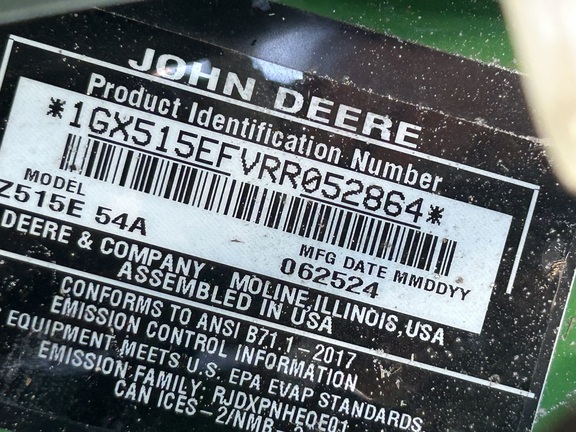 JOHN DEERE
Product Identification Number
*1GX515EFVRR052864*
MODEL
Z515E 54A
MFG DATE MMDDYY
062524
DEERE & COMPANY MOLINE, ILLINOIS, USA
ASSEMBLED IN USA
CONFORMS TO ANSI B71.1-2017
EMISSION CONTROL INFORMATION
EQUIPMENT MEETS U.S. EPA EVAP STANDARDS
EMISSION FAMILY: RJDXPNHEQE01
CAN ICES-2/NMB-